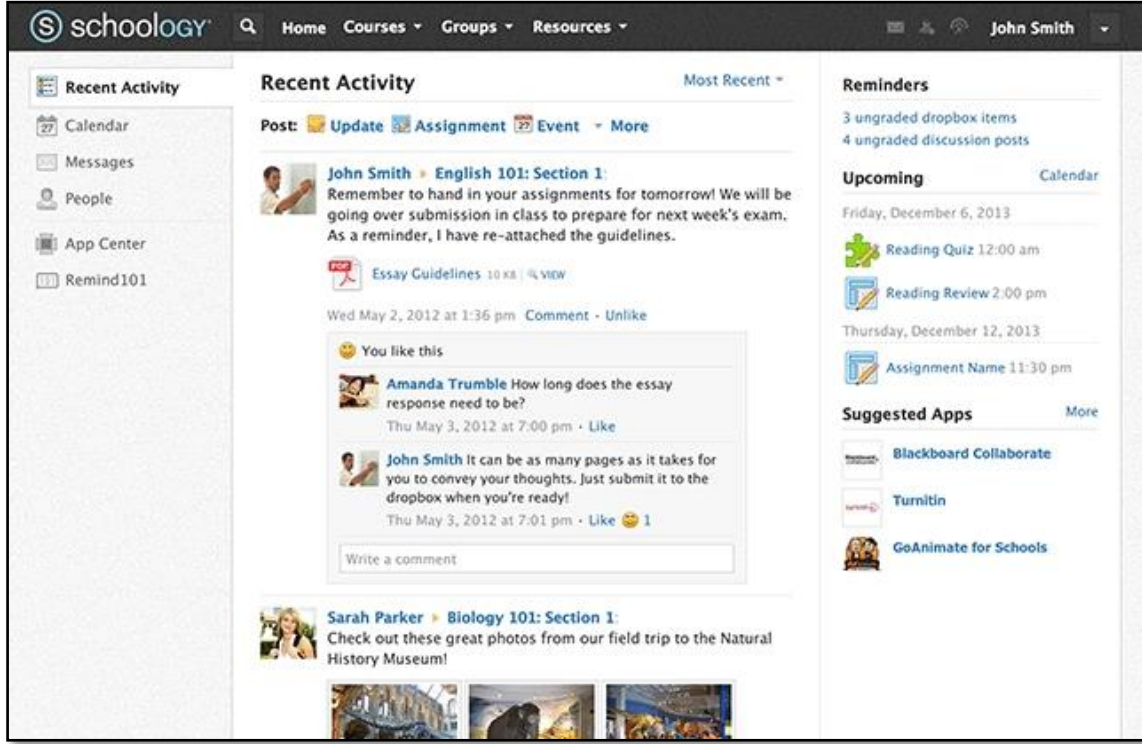 S schoology Home Courses Groups Resources John Smith
Recent Activity
Calendar
Messages
People
App Center
Remind101
Recent Activity Most Recent
Post: Update Assignment Event More
John Smith English 101: Section 1:
Remember to hand in your assignments for tomorrow! We will be
going over submission in class to prepare for next week's exam.
As a reminder, I have re-attached the guidelines.
PDF Essay Guidelines 10 KB | VIEW
Wed May 2, 2012 at 1:36 pm Comment · Unlike
You like this
Amanda Trumble How long does the essay
response need to be?
Thu May 3, 2012 at 7:00 pm · Like
John Smith It can be as many pages as it takes for
you to convey your thoughts. Just submit it to the
dropbox when you're ready!
Thu May 3, 2012 at 7:01 pm · Like 1
Write a comment
Sarah Parker Biology 101: Section 1:
Check out these great photos from our field trip to the Natural
History Museum!
Reminders
3 ungraded dropbox items
4 ungraded discussion posts
Upcoming Calendar
Friday, December 6, 2013
Reading Quiz 12:00 am
Reading Review 2:00 pm
Thursday, December 12, 2013
Assignment Name 11:30 pm
Suggested Apps More
Blackboard Collaborate
Turnitin
GoAnimate for Schools